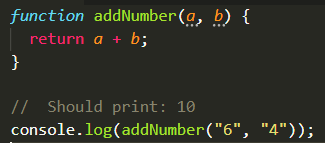 function addNumber(a, b) {
  return a + b;
}

//  Should print: 10
console.log(addNumber("6", "4"));